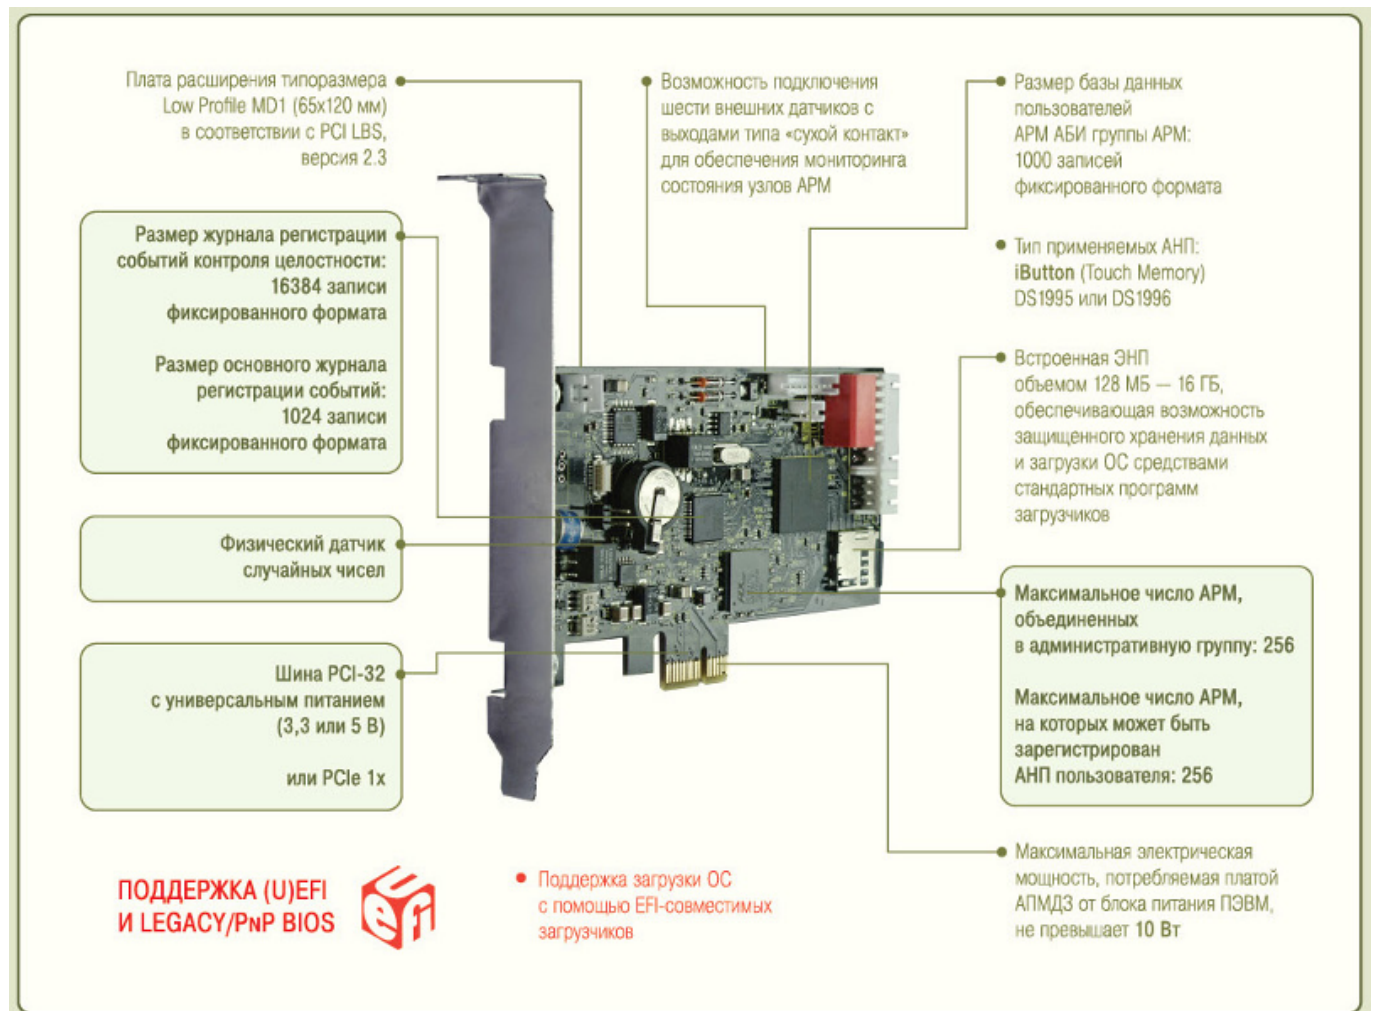 Плата расширения типоразмера
Low Profile MD1 (65х120 мм)
в соответствии с PCI LBS,
версия 2.3
Размер журнала регистрации
событий контроля целостности:
16384 записи
фиксированного формата
Размер основного журнала
регистрации событий:
1024 записи
фиксированного формата
Физический датчик
случайных чисел
Шина PCI-32
с универсальным питанием
(3,3 или 5 В)
или PCIe 1x
Возможность подключения
шести внешних датчиков с
выходами типа «сухой контакт»
для обеспечения мониторинга
состояния узлов АРМ
Размер базы данных
пользователей
АРМ АБИ группы АРМ:
1000 записей
фиксированного формата
Тип применяемых АНП:
iButton (Touch Memory)
DS1995 или DS1996
Встроенная ЭНП
объемом 128 МБ — 16 ГБ,
обеспечивающая возможность
защищенного хранения данных
и загрузки ОС средствами
стандартных программ
загрузчиков
Максимальное число АРМ,
объединенных
в административную группу: 256
Максимальное число АРМ,
на которых может быть
зарегистрирован
АНП пользователя: 256
Максимальная электрическая
мощность, потребляемая платой
АПМДЗ от блока питания ПЭВМ,
не превышает 10 Вт
ПОДДЕРЖКА (U)EFI
И LEGACY/PNP BIOS
uefi
Поддержка загрузки ОС
с помощью EFI-совместимых
загрузчиков